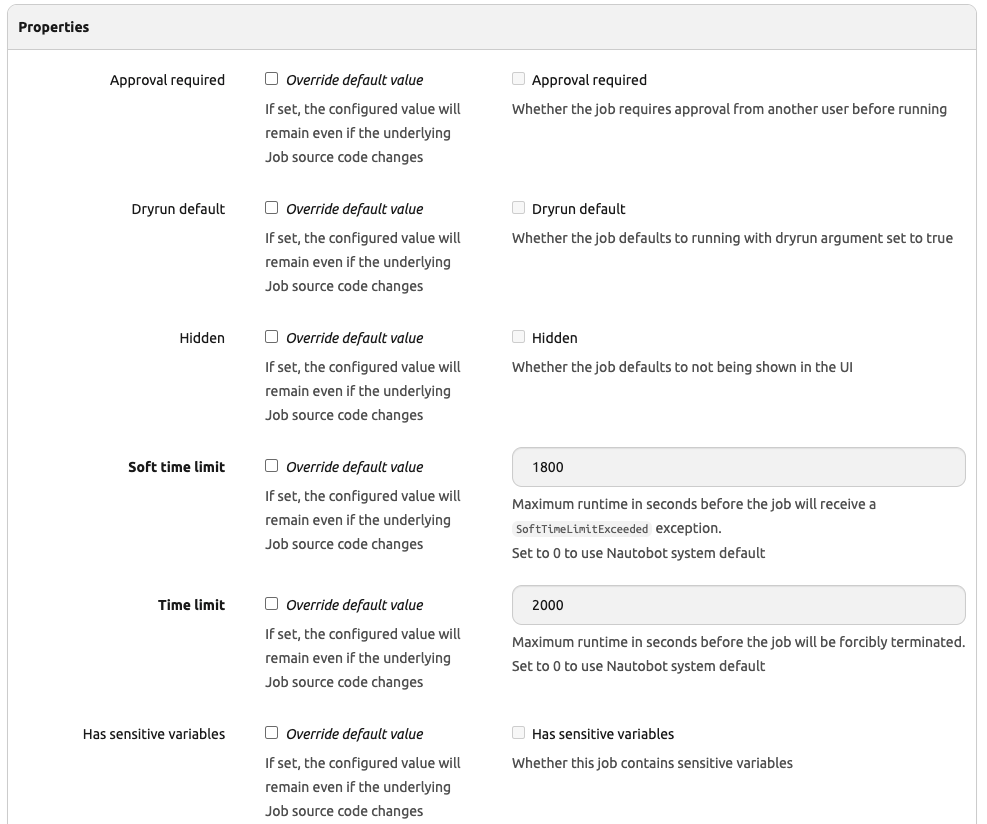 Properties
Approval required
Override default value
If set, the configured value will
remain even if the underlying
Job source code changes
Approval required
Whether the job requires approval from another user before running
Dryrun default
Override default value
If set, the configured value will
remain even if the underlying
Job source code changes
Dryrun default
Whether the job defaults to running with dryrun argument set to true
Hidden
Override default value
If set, the configured value will
remain even if the underlying
Job source code changes
Hidden
Whether the job defaults to not being shown in the UI
Soft time limit
Override default value
If set, the configured value will
remain even if the underlying
Job source code changes
1800
Maximum runtime in seconds before the job will receive a
SoftTimeLimitExceeded exception.
Set to 0 to use Nautobot system default
Time limit
Override default value
If set, the configured value will
remain even if the underlying
Job source code changes
2000
Maximum runtime in seconds before the job will be forcibly terminated.
Set to 0 to use Nautobot system default
Has sensitive variables
Override default value
If set, the configured value will
remain even if the underlying
Job source code changes
Has sensitive variables
Whether this job contains sensitive variables